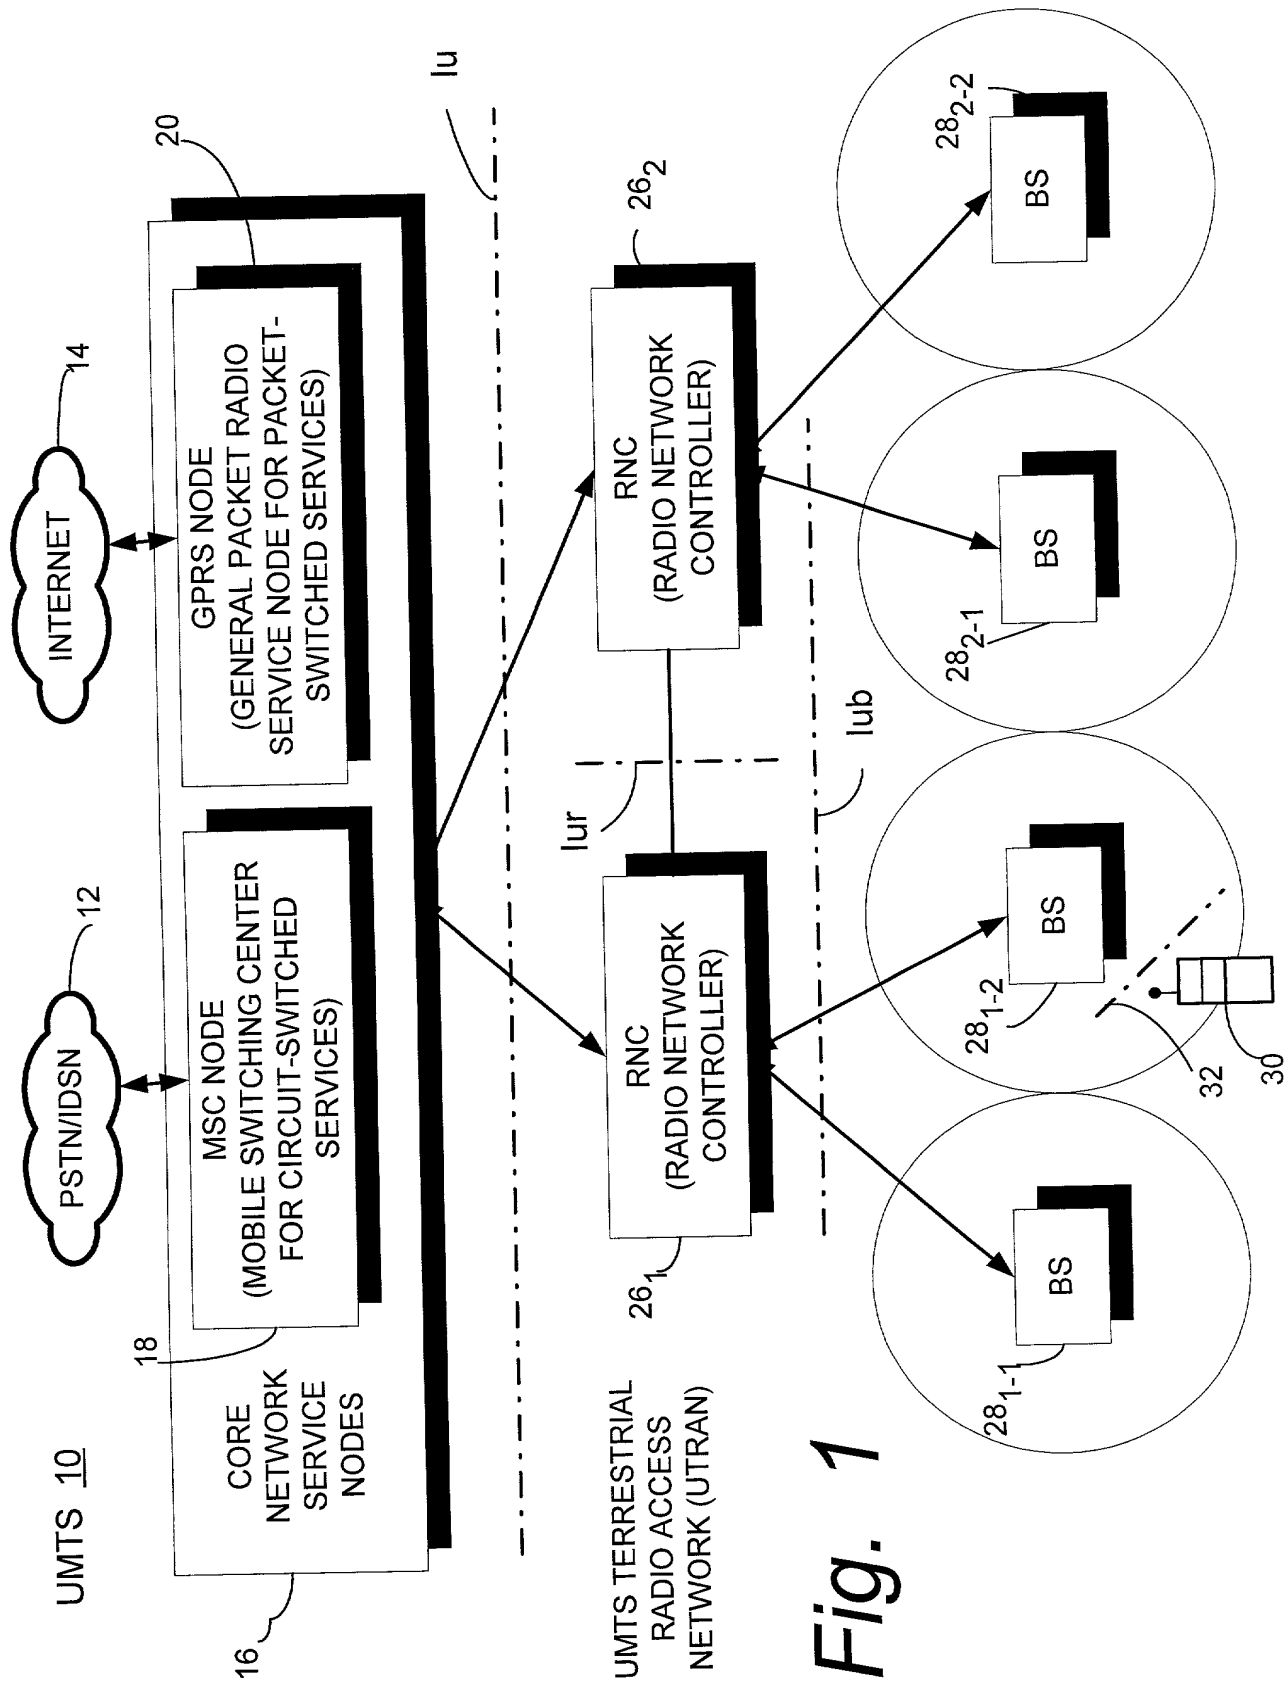 UMTS 10
PSTN/IDSN
12
INTERNET
14
16
CORE
NETWORK
SERVICE
NODES
18
MSC NODE
(MOBILE SWITCHING CENTER
FOR CIRCUIT-SWITCHED
SERVICES)
20
GPRS NODE
(GENERAL PACKET RADIO
SERVICE NODE FOR PACKET-
SWITCHED SERVICES)
Iu
UMTS TERRESTRIAL
RADIO ACCESS
NETWORK (UTRAN)
26₁
RNC
(RADIO NETWORK
CONTROLLER)
Iur
26₂
RNC
(RADIO NETWORK
CONTROLLER)
Iub
28₁₋₁
BS
28₁₋₂
BS
28₂₋₁
BS
28₂₋₂
BS
32
30
Fig. 1